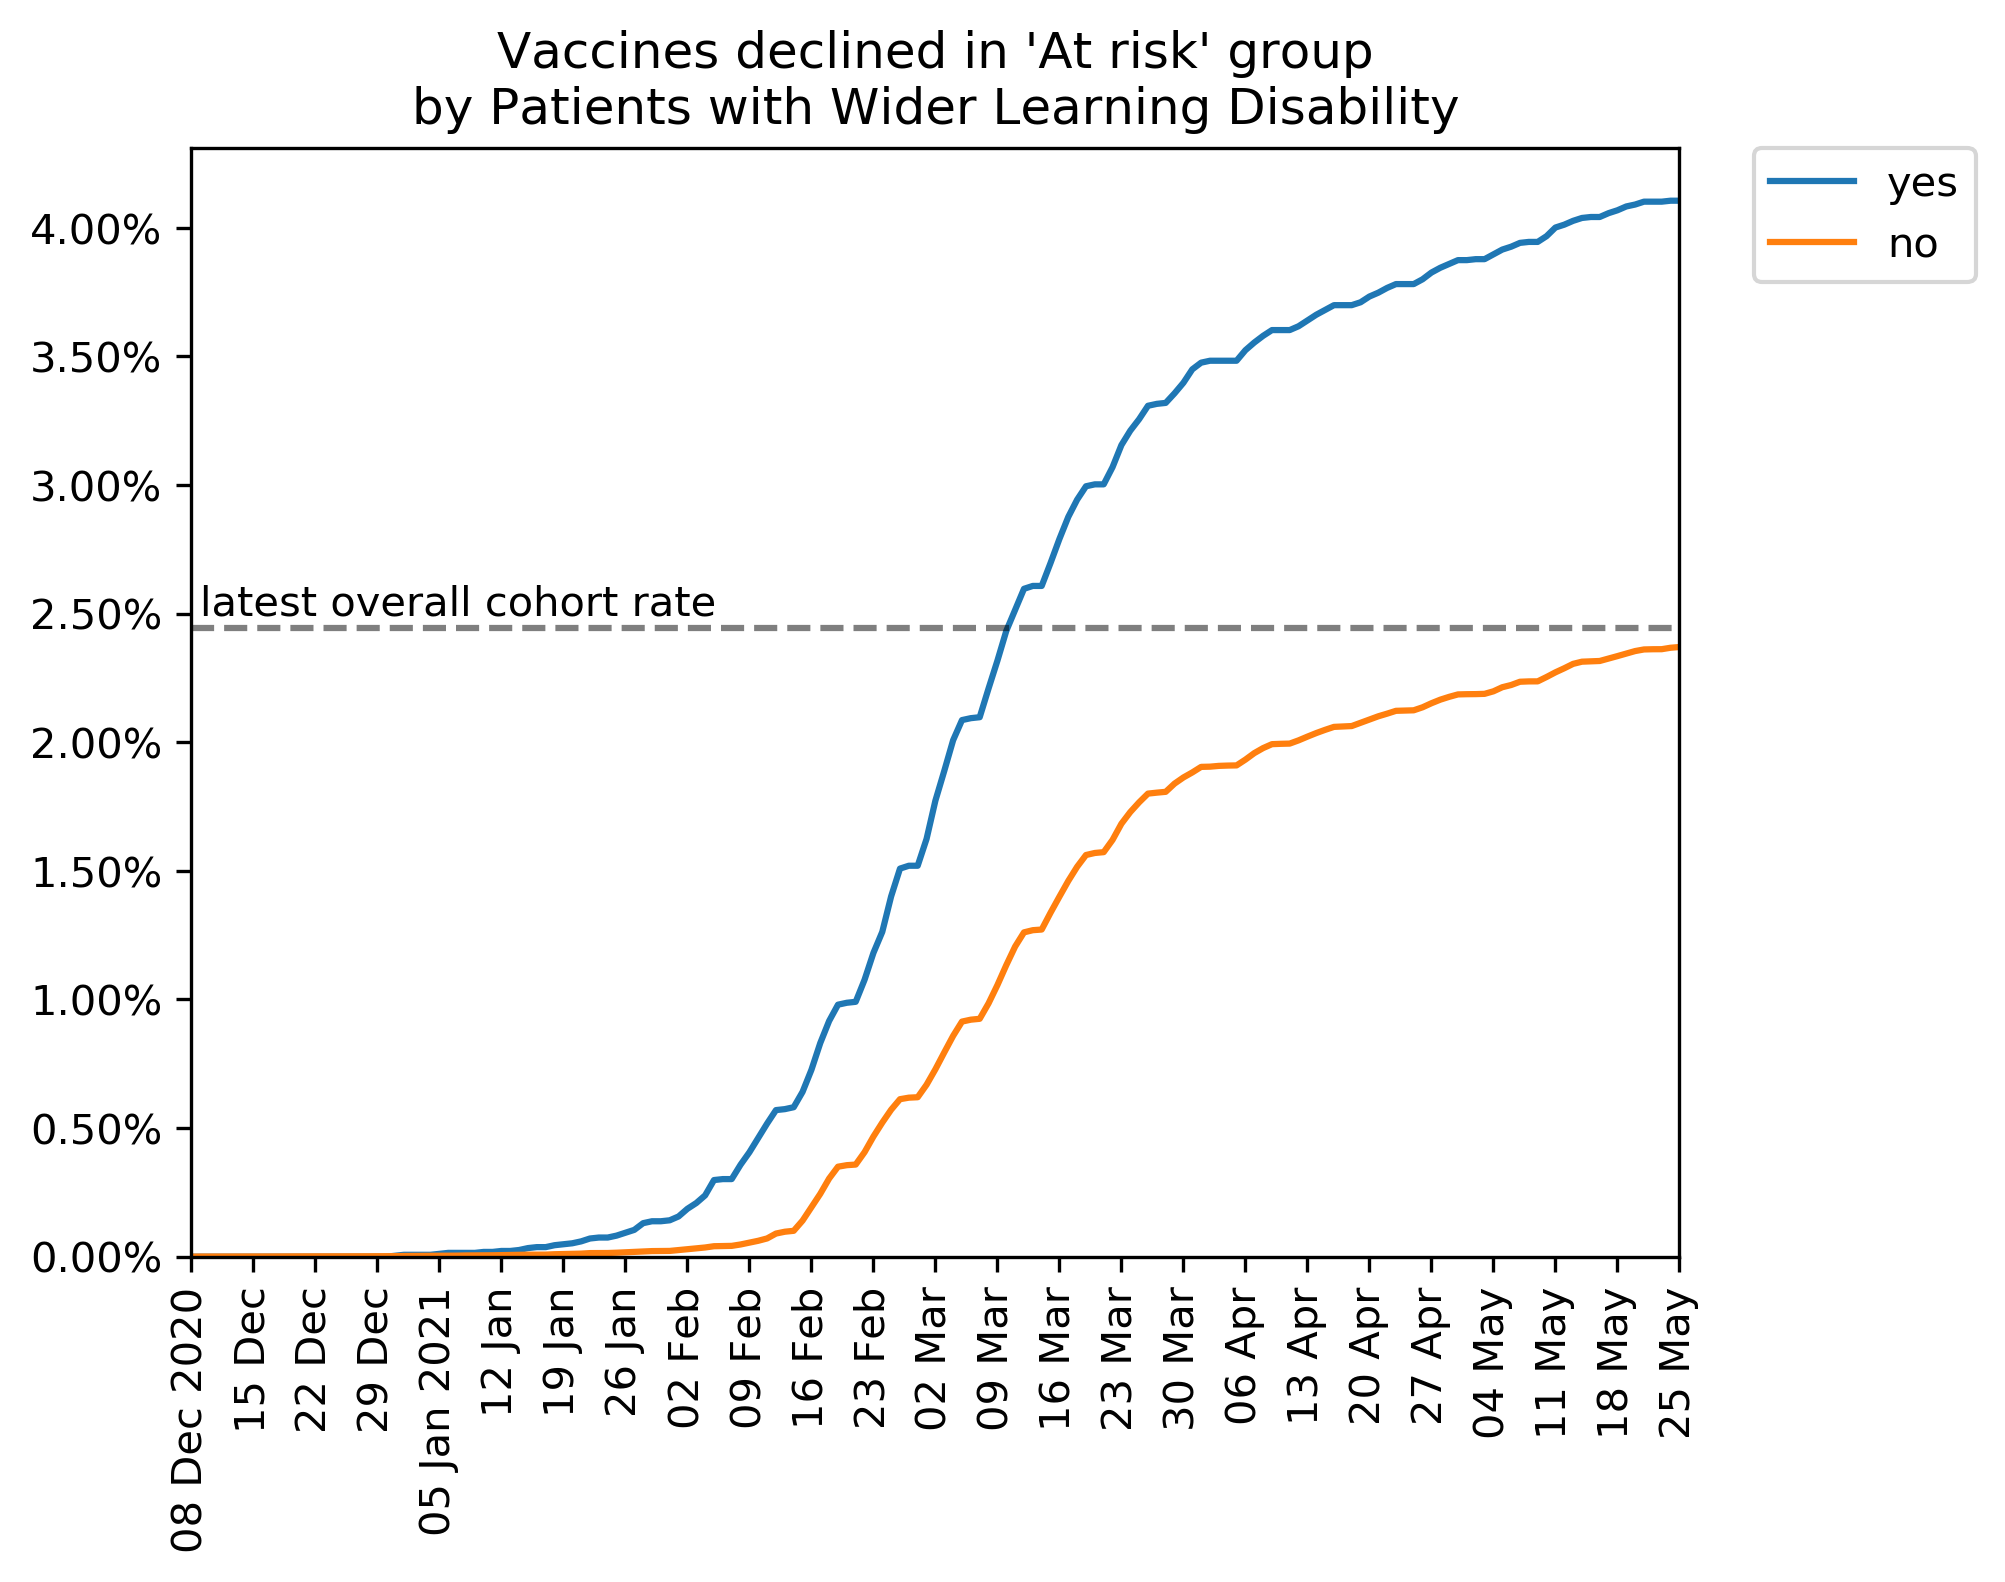 Vaccines declined in 'At risk' group
by Patients with Wider Learning Disability
yes
no
4.00%
3.50%
3.00%
2.50%
2.00%
1.50%
1.00%
0.50%
0.00%
latest overall cohort rate
08 Dec 2020
15 Dec
22 Dec
29 Dec
05 Jan 2021
12 Jan
19 Jan
26 Jan
02 Feb
09 Feb
16 Feb
23 Feb
02 Mar
09 Mar
16 Mar
23 Mar
30 Mar
06 Apr
13 Apr
20 Apr
27 Apr
04 May
11 May
18 May
25 May